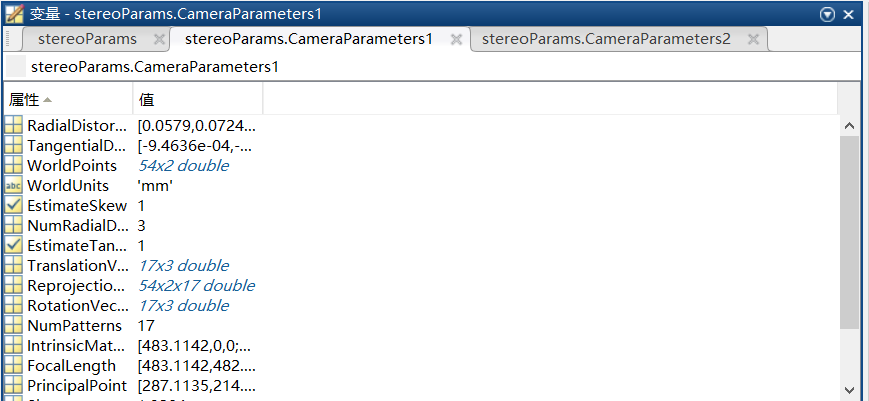 变量 - stereoParams.CameraParameters1
stereoParams stereoParams.CameraParameters1 stereoParams.CameraParameters2
stereoParams.CameraParameters1
属性 值
RadialDistor... [0.0579,0.0724...
TangentialD... [-9.4636e-04,-...
WorldPoints 54x2 double
abc WorldUnits 'mm'
EstimateSkew 1
NumRadialD... 3
EstimateTan... 1
TranslationV... 17x3 double
Reprojectio... 54x2x17 double
RotationVec... 17x3 double
NumPatterns 17
IntrinsicMat... [483.1142,0,0;...
FocalLength [483.1142,482....
PrincipalPoint [287.1135,214....